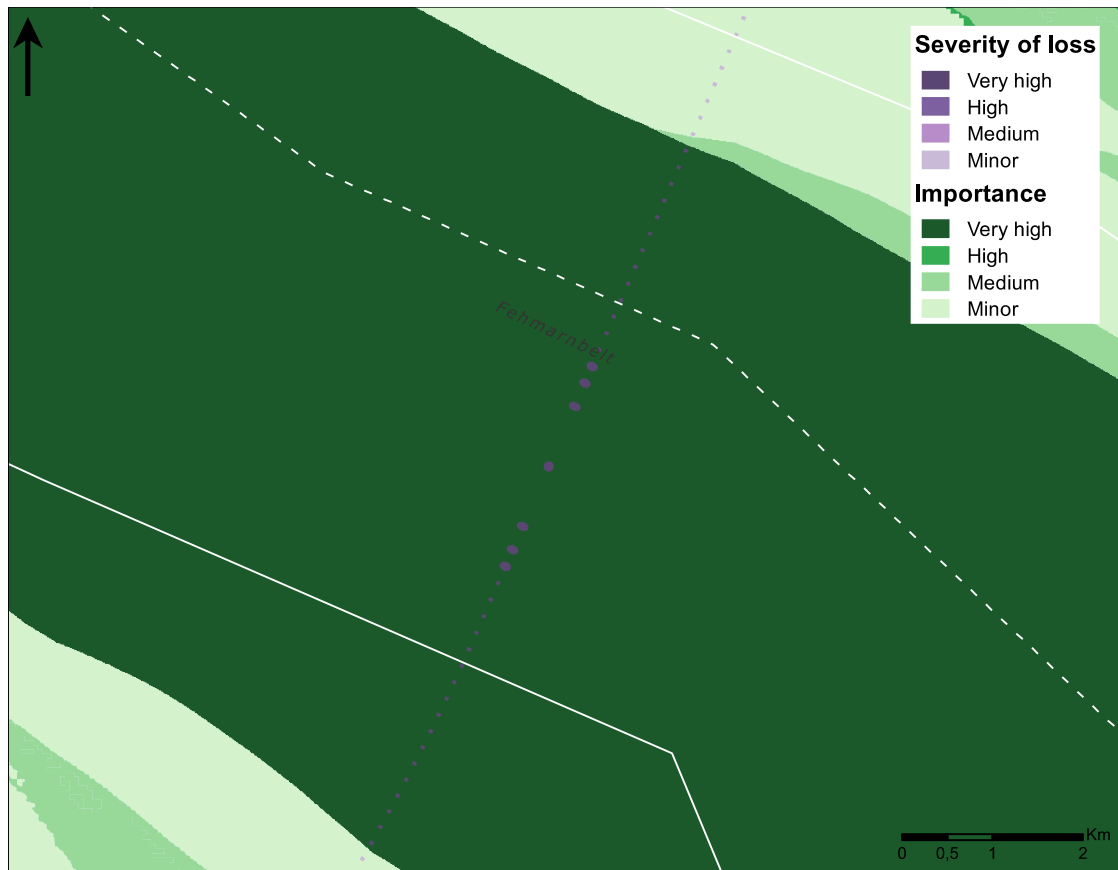 Severity of loss
Very high
High
Medium
Minor
Importance
Very high
High
Medium
Minor
Fehmarnbelt
Km
0 0,5 1 2